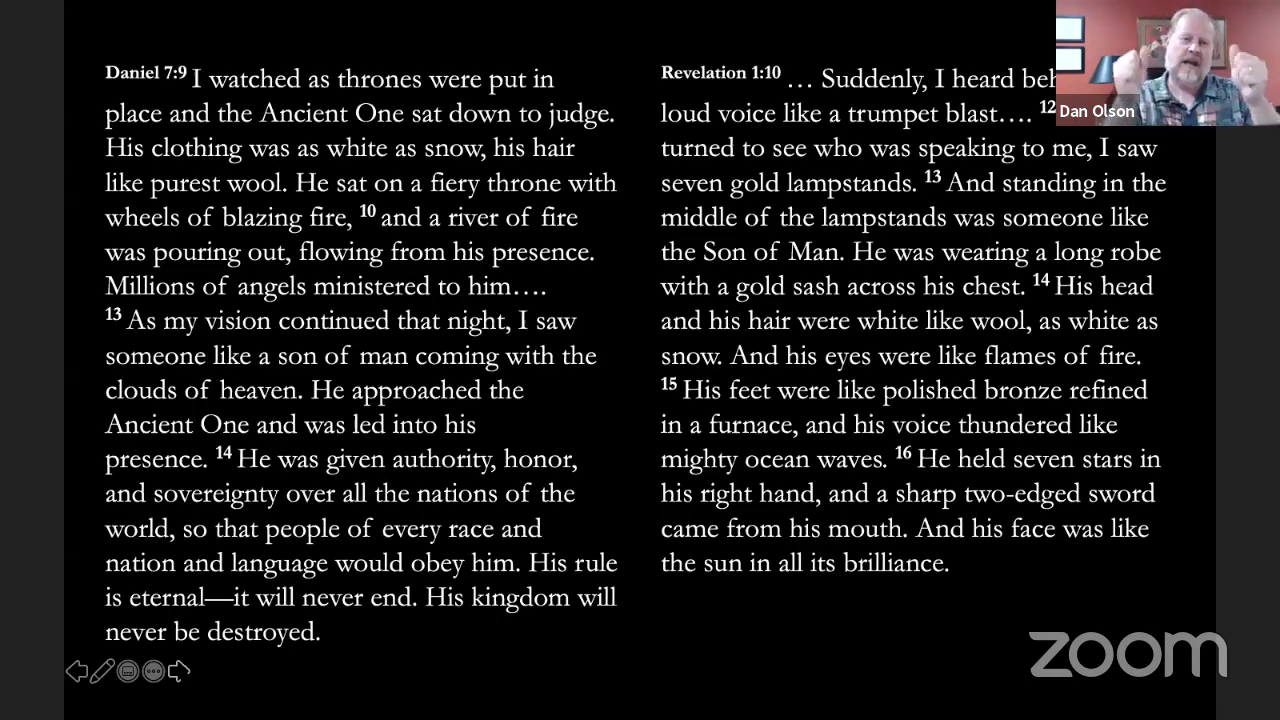 Daniel 7:9 I watched as thrones were put in
place and the Ancient One sat down to judge.
His clothing was as white as snow, his hair
like purest wool. He sat on a fiery throne with
wheels of blazing fire, 10 and a river of fire
was pouring out, flowing from his presence.
Millions of angels ministered to him….
13 As my vision continued that night, I saw
someone like a son of man coming with the
clouds of heaven. He approached the
Ancient One and was led into his
presence. 14 He was given authority, honor,
and sovereignty over all the nations of the
world, so that people of every race and
nation and language would obey him. His rule
is eternal—it will never end. His kingdom will
never be destroyed.
Revelation 1:10 … Suddenly, I heard
loud voice like a trumpet blast…. 12
turned to see who was speaking to me, I saw
seven gold lampstands. 13 And standing in the
middle of the lampstands was someone like
the Son of Man. He was wearing a long robe
with a gold sash across his chest. 14 His head
and his hair were white like wool, as white as
snow. And his eyes were like flames of fire.
15 His feet were like polished bronze refined
in a furnace, and his voice thundered like
mighty ocean waves. 16 He held seven stars in
his right hand, and a sharp two-edged sword
came from his mouth. And his face was like
the sun in all its brilliance.
Dan Olson
zoom